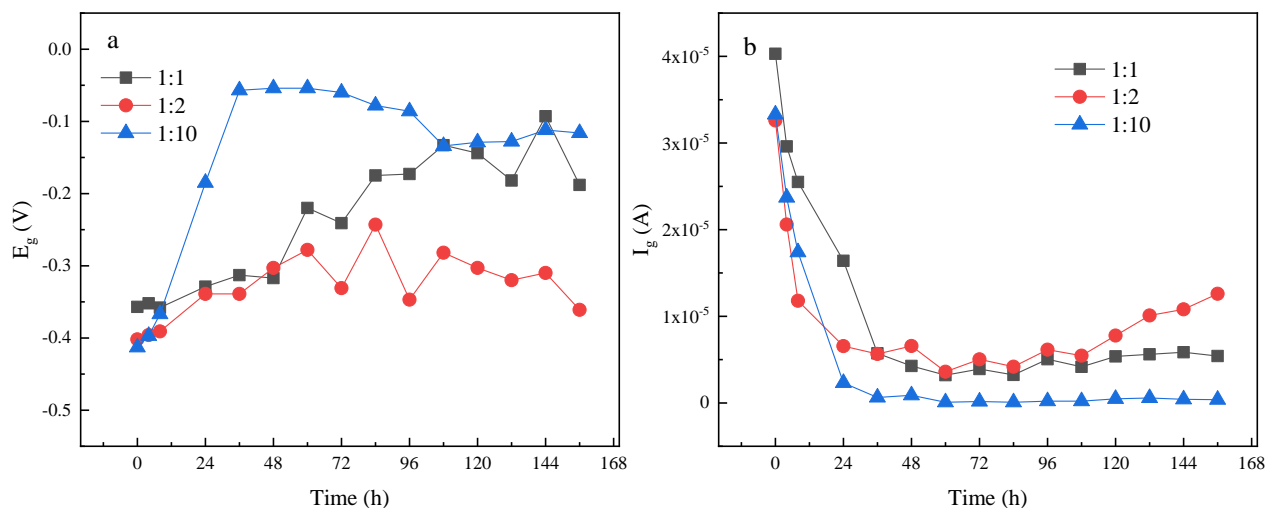 a
0.0
-0.1
-0.2
-0.3
-0.4
-0.5
E_g (V)
1:1
1:2
1:10
0 24 48 72 96 120 144 168
Time (h)
b
4x10⁻⁵
3x10⁻⁵
2x10⁻⁵
1x10⁻⁵
0
I_g (A)
1:1
1:2
1:10
0 24 48 72 96 120 144 168
Time (h)